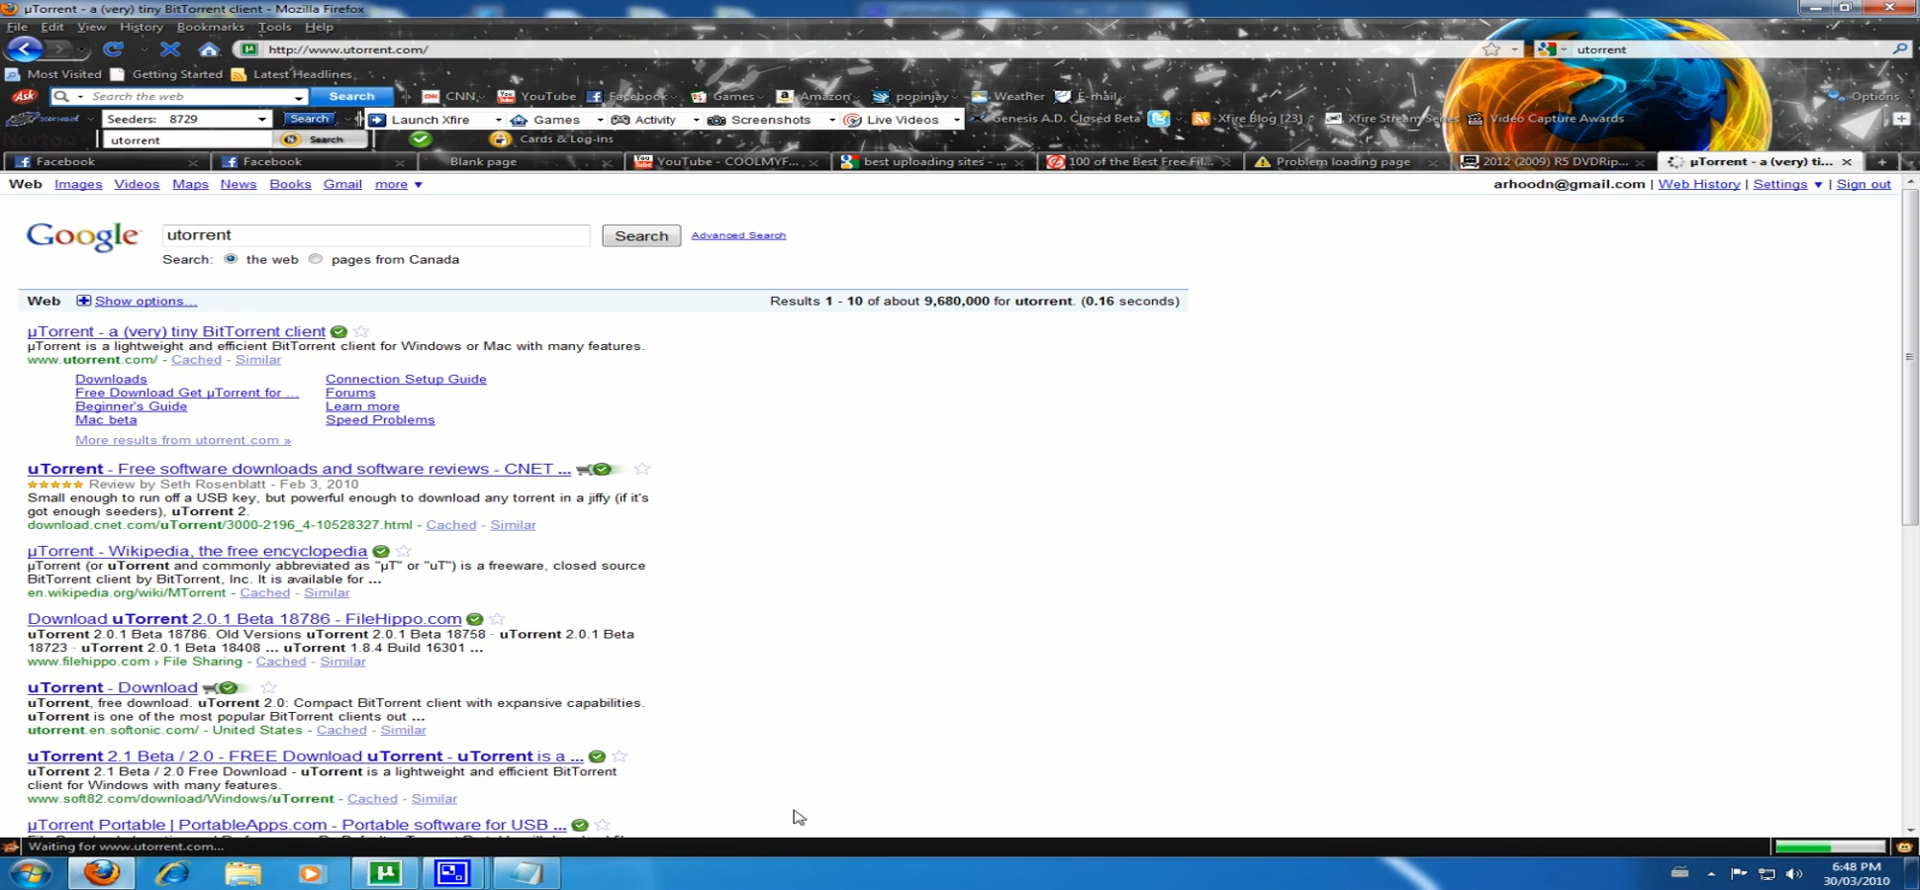 µTorrent - a (very) tiny BitTorrent client - Mozilla Firefox
File Edit View History Bookmarks Tools Help
http://www.utorrent.com/
utorrent
Most Visited Getting Started Latest Headlines
Ask Search the web Search CNN YouTube Facebook Games Amazon popinjay Weather E-mail Options
Seeders: 8729 Search Launch Xfire Games Activity Screenshots Live Videos Genesis A.D. Closed Beta Xfire Blog [23] Xfire Stream Series Video Capture Awards
Norton utorrent Search Cards & Log-ins
Facebook Facebook Blank page YouTube - COOLMYF... best uploading sites - ... 100 of the Best Free Fil... Problem loading page 2012 (2009) R5 DVDRip... µTorrent - a (very) ti...
Web Images Videos Maps News Books Gmail more arhoodn@gmail.com | Web History | Settings | Sign out
Google utorrent Search Advanced Search
Search: the web pages from Canada
Web Show options... Results 1 - 10 of about 9,680,000 for utorrent. (0.16 seconds)
µTorrent - a (very) tiny BitTorrent client
µTorrent is a lightweight and efficient BitTorrent client for Windows or Mac with many features.
www.utorrent.com/ - Cached - Similar
Downloads Connection Setup Guide
Free Download Get µTorrent for ... Forums
Beginner's Guide Learn more
Mac beta Speed Problems
More results from utorrent.com »
uTorrent - Free software downloads and software reviews - CNET ...
Review by Seth Rosenblatt - Feb 3, 2010
Small enough to run off a USB key, but powerful enough to download any torrent in a jiffy (if it's
got enough seeders), uTorrent 2.
download.cnet.com/uTorrent/3000-2196_4-10528327.html - Cached - Similar
µTorrent - Wikipedia, the free encyclopedia
µTorrent (or uTorrent and commonly abbreviated as "µT" or "uT") is a freeware, closed source
BitTorrent client by BitTorrent, Inc. It is available for ...
en.wikipedia.org/wiki/MTorrent - Cached - Similar
Download uTorrent 2.0.1 Beta 18786 - FileHippo.com
uTorrent 2.0.1 Beta 18786. Old Versions uTorrent 2.0.1 Beta 18758 · uTorrent 2.0.1 Beta
18723 · uTorrent 2.0.1 Beta 18408 ... uTorrent 1.8.4 Build 16301 ...
www.filehippo.com › File Sharing - Cached - Similar
uTorrent - Download
uTorrent, free download. uTorrent 2.0: Compact BitTorrent client with expansive capabilities.
uTorrent is one of the most popular BitTorrent clients out ...
utorrent.en.softonic.com/ - United States - Cached - Similar
uTorrent 2.1 Beta / 2.0 - FREE Download uTorrent - uTorrent is a ...
uTorrent 2.1 Beta / 2.0 Free Download - uTorrent is a lightweight and efficient BitTorrent
client for Windows with many features.
www.soft82.com/download/Windows/uTorrent - Cached - Similar
µTorrent Portable | PortableApps.com - Portable software for USB ...
Waiting for www.utorrent.com...
6:48 PM
30/03/2010